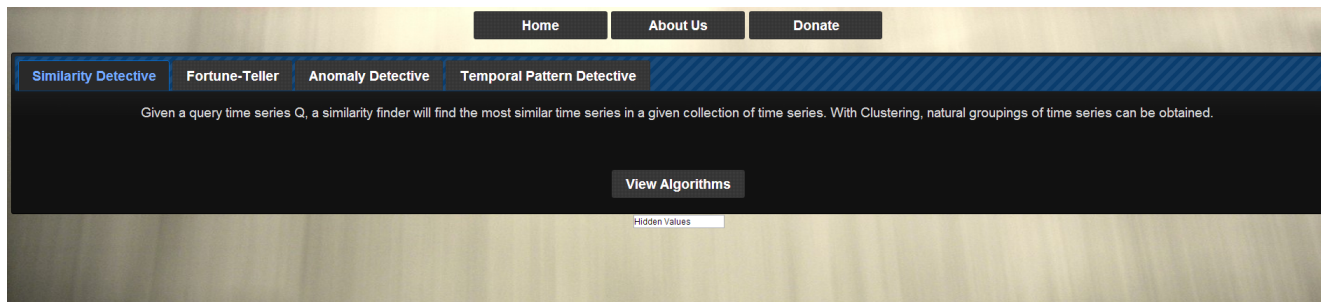 Home About Us Donate
Similarity Detective Fortune-Teller Anomaly Detective Temporal Pattern Detective
Given a query time series Q, a similarity finder will find the most similar time series in a given collection of time series. With Clustering, natural groupings of time series can be obtained.
View Algorithms
Hidden Values